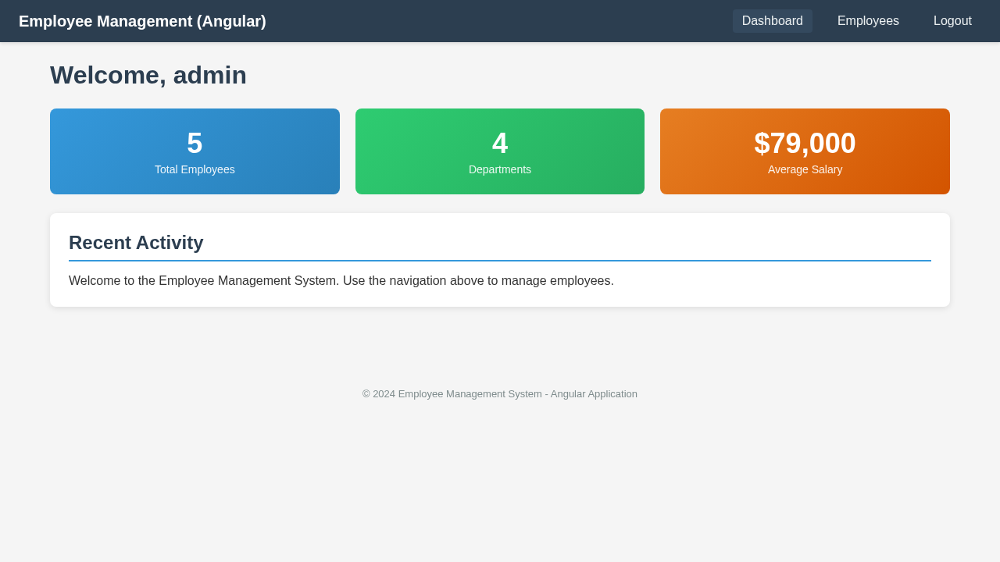 Employee Management (Angular)
Dashboard
Employees
Logout
Welcome, admin
5
Total Employees
4
Departments
$79,000
Average Salary
Recent Activity
Welcome to the Employee Management System. Use the navigation above to manage employees.
© 2024 Employee Management System - Angular Application